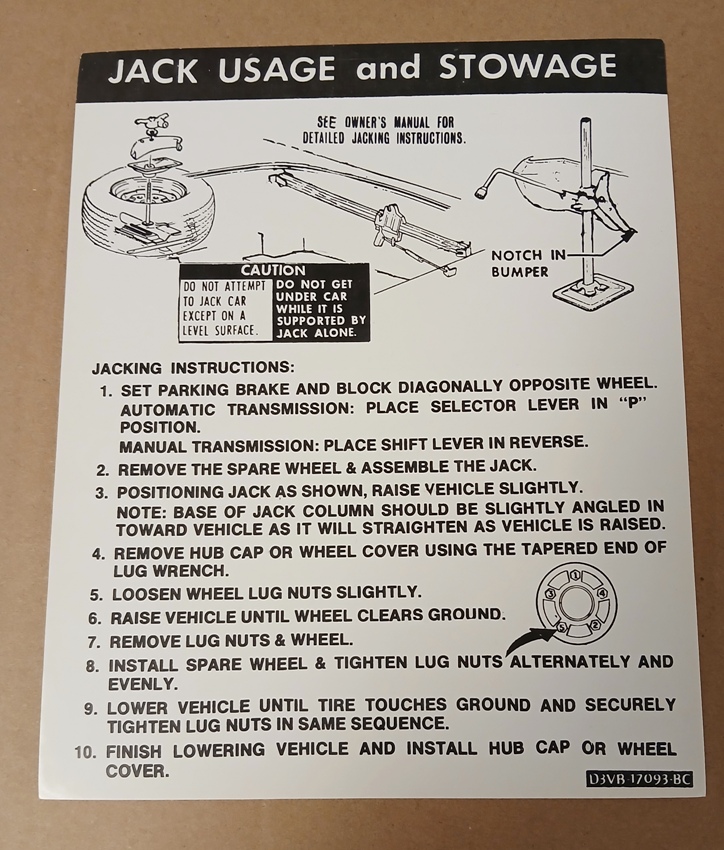 JACK USAGE and STOWAGE
SEE OWNER'S MANUAL FOR
DETAILED JACKING INSTRUCTIONS.
NOTCH IN
BUMPER
CAUTION
DO NOT ATTEMPT
TO JACK CAR
EXCEPT ON A
LEVEL SURFACE.
DO NOT GET
UNDER CAR
WHILE IT IS
SUPPORTED BY
JACK ALONE.
JACKING INSTRUCTIONS:
1. SET PARKING BRAKE AND BLOCK DIAGONALLY OPPOSITE WHEEL.
AUTOMATIC TRANSMISSION: PLACE SELECTOR LEVER IN "P"
POSITION.
MANUAL TRANSMISSION: PLACE SHIFT LEVER IN REVERSE.
2. REMOVE THE SPARE WHEEL & ASSEMBLE THE JACK.
3. POSITIONING JACK AS SHOWN, RAISE VEHICLE SLIGHTLY.
NOTE: BASE OF JACK COLUMN SHOULD BE SLIGHTLY ANGLED IN
TOWARD VEHICLE AS IT WILL STRAIGHTEN AS VEHICLE IS RAISED.
4. REMOVE HUB CAP OR WHEEL COVER USING THE TAPERED END OF
LUG WRENCH.
5. LOOSEN WHEEL LUG NUTS SLIGHTLY.
6. RAISE VEHICLE UNTIL WHEEL CLEARS GROUND.
7. REMOVE LUG NUTS & WHEEL.
1
3 4
5 2
8. INSTALL SPARE WHEEL & TIGHTEN LUG NUTS ALTERNATELY AND
EVENLY.
9. LOWER VEHICLE UNTIL TIRE TOUCHES GROUND AND SECURELY
TIGHTEN LUG NUTS IN SAME SEQUENCE.
10. FINISH LOWERING VEHICLE AND INSTALL HUB CAP OR WHEEL
COVER.
D3VB-17093-BC